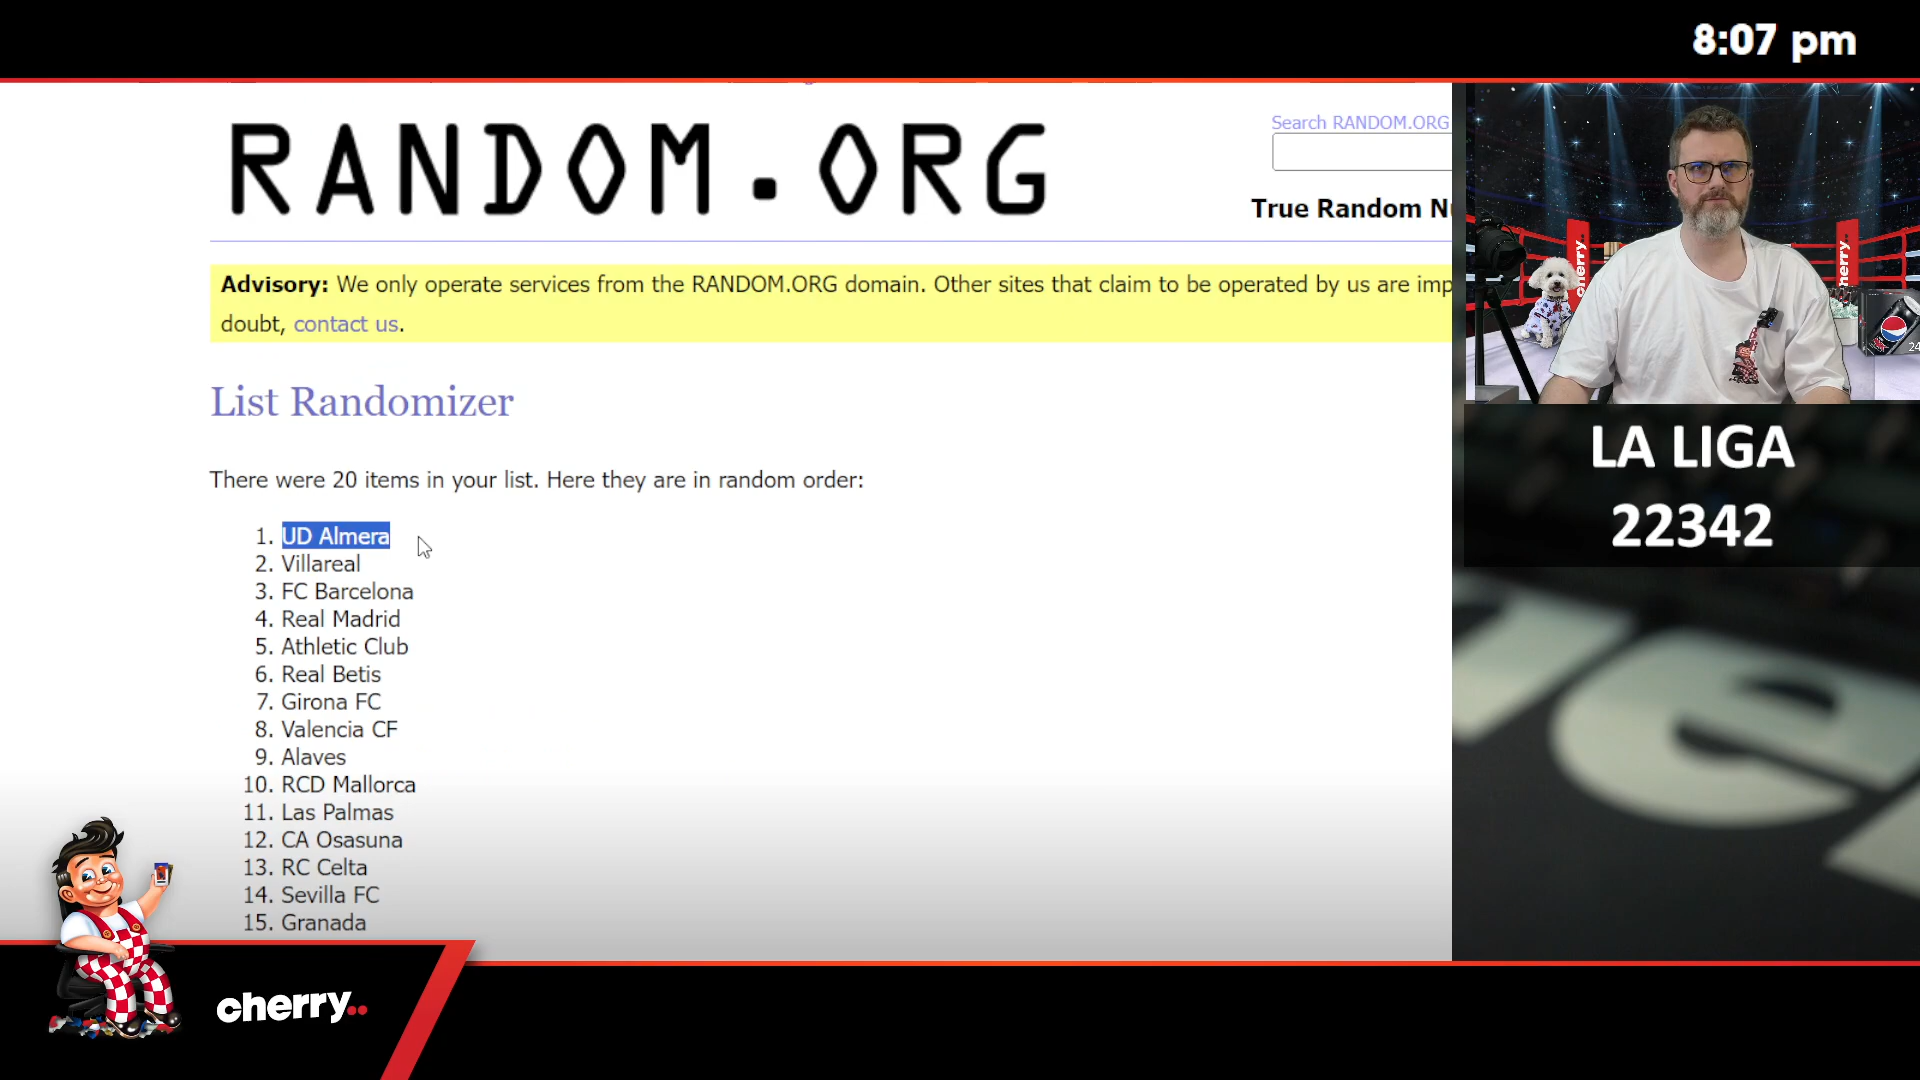 8:07 pm
RANDOM.ORG
Search RANDOM.ORG
True Random Nu
Advisory: We only operate services from the RANDOM.ORG domain. Other sites that claim to be operated by us are imp
doubt, contact us.
List Randomizer
There were 20 items in your list. Here they are in random order:
1. UD Almera
2. Villareal
3. FC Barcelona
4. Real Madrid
5. Athletic Club
6. Real Betis
7. Girona FC
8. Valencia CF
9. Alaves
10. RCD Mallorca
11. Las Palmas
12. CA Osasuna
13. RC Celta
14. Sevilla FC
15. Granada
cherry..
cherry..
24
LA LIGA
22342
cherry..